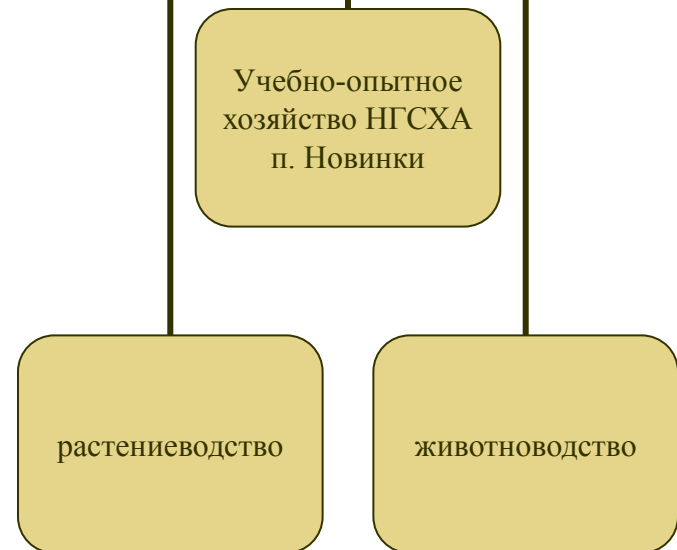 Учебно-опытное
хозяйство НГСХА
п. Новинки
растениеводство
животноводство